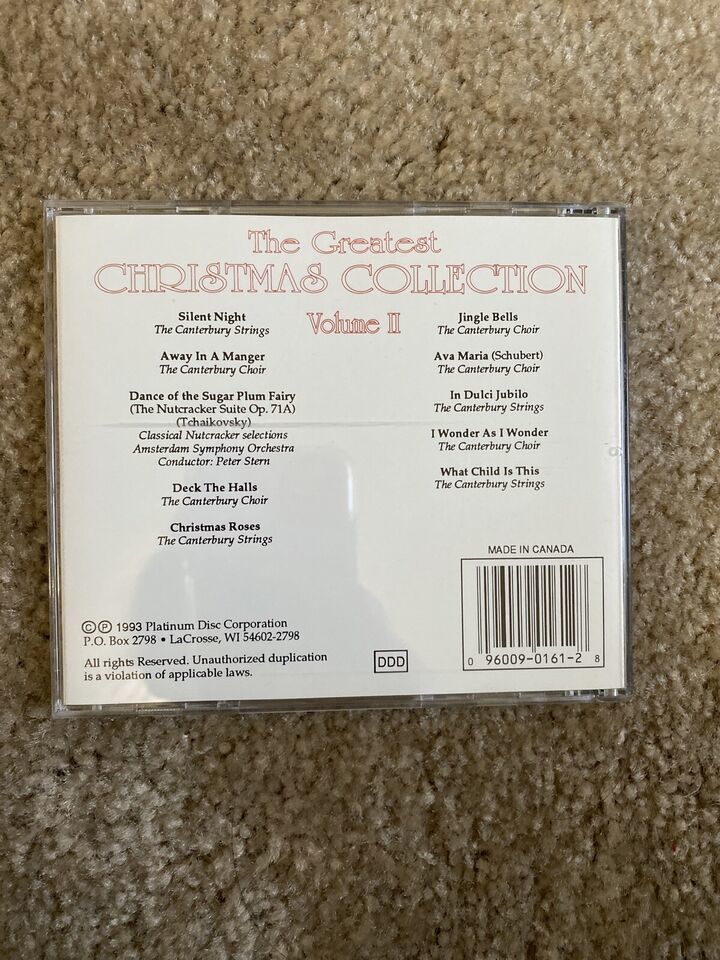 The Greatest
CHRISTMAS COLLECTION
Volume II
Silent Night
The Canterbury Strings
Away In A Manger
The Canterbury Choir
Dance of the Sugar Plum Fairy
(The Nutcracker Suite Op. 71A)
(Tchaikovsky)
Classical Nutcracker selections
Amsterdam Symphony Orchestra
Conductor: Peter Stern
Deck The Halls
The Canterbury Choir
Christmas Roses
The Canterbury Strings
Jingle Bells
The Canterbury Choir
Ava Maria (Schubert)
The Canterbury Choir
In Dulci Jubilo
The Canterbury Strings
I Wonder As I Wonder
The Canterbury Choir
What Child Is This
The Canterbury Strings
© ℗ 1993 Platinum Disc Corporation
P.O. Box 2798 • LaCrosse, WI 54602-2798
All rights Reserved. Unauthorized duplication
is a violation of applicable laws.
DDD
MADE IN CANADA
0 96009-0161-2 8